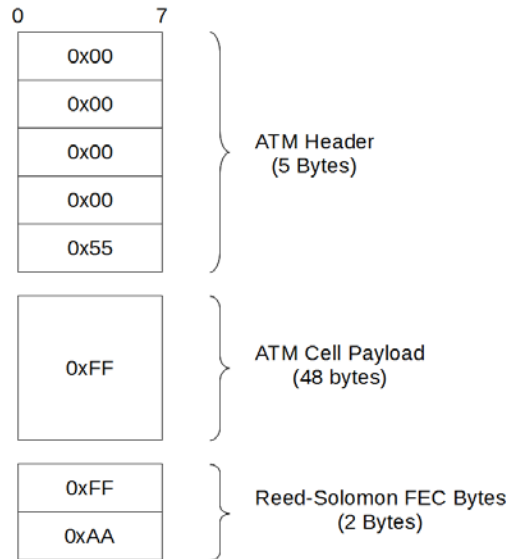 0 7
0x00
0x00
0x00
0x00
0x55
ATM Header
(5 Bytes)
0xFF
ATM Cell Payload
(48 bytes)
0xFF
0xAA
Reed-Solomon FEC Bytes
(2 Bytes)